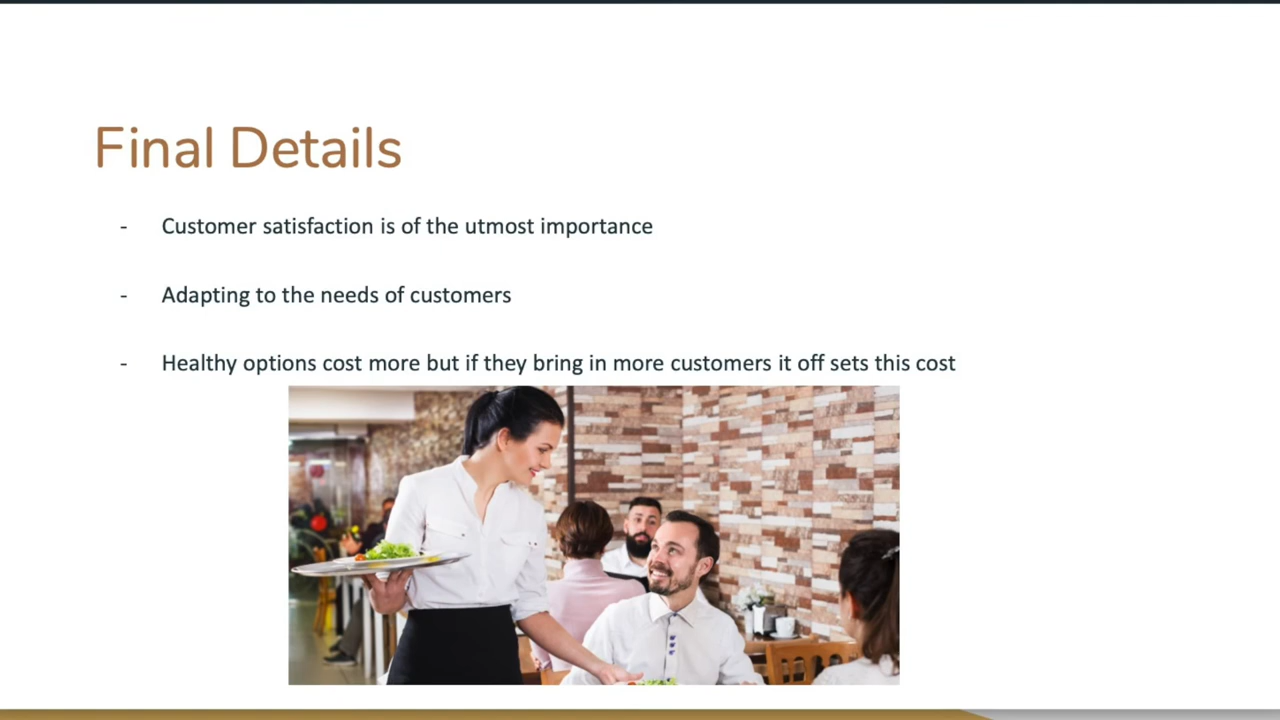 Final Details
- Customer satisfaction is of the utmost importance
- Adapting to the needs of customers
- Healthy options cost more but if they bring in more customers it off sets this cost